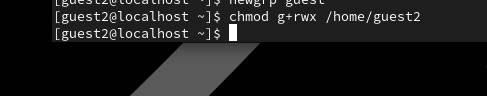 [guest2@localhost ~]$ newgrp guest
[guest2@localhost ~]$ chmod g+rwx /home/guest2
[guest2@localhost ~]$